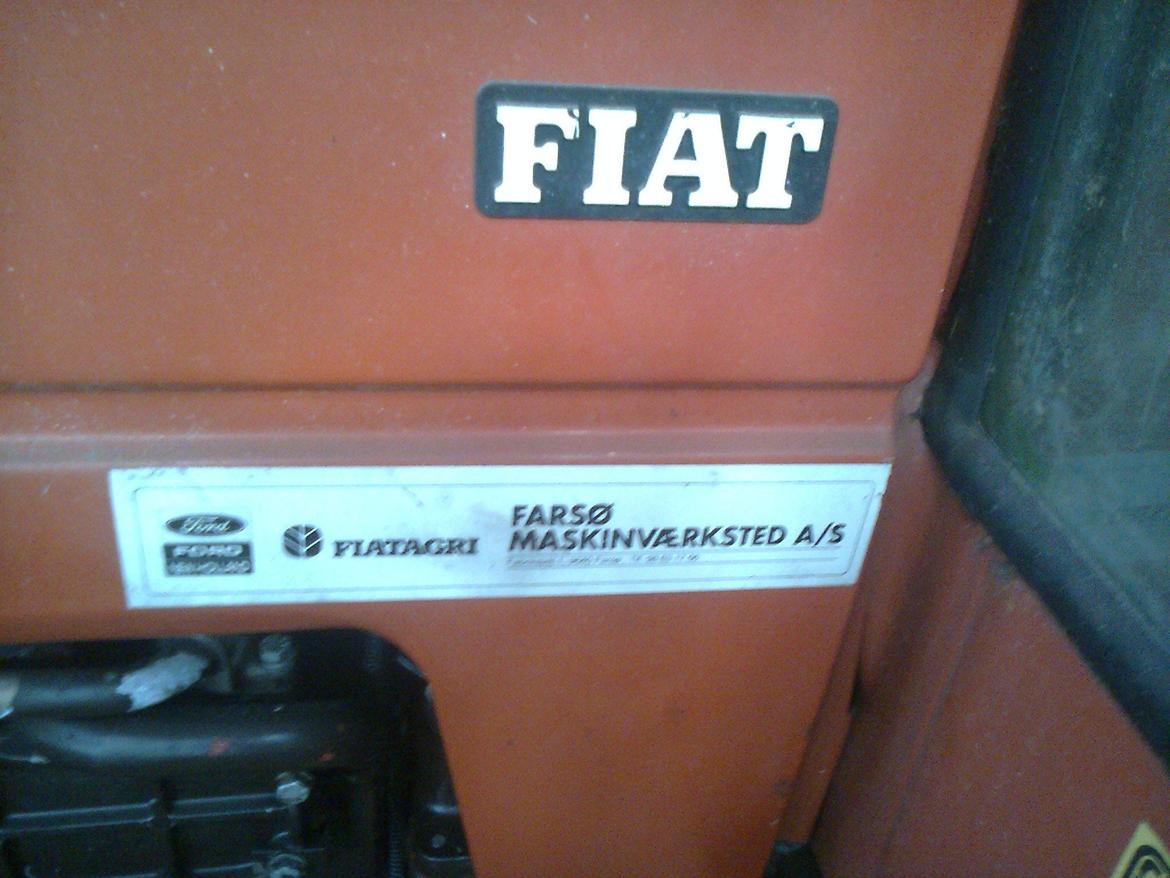 FIAT
Ford
FORD
FIATAGRI
FARSØ
MASKINVÆRKSTED A/S